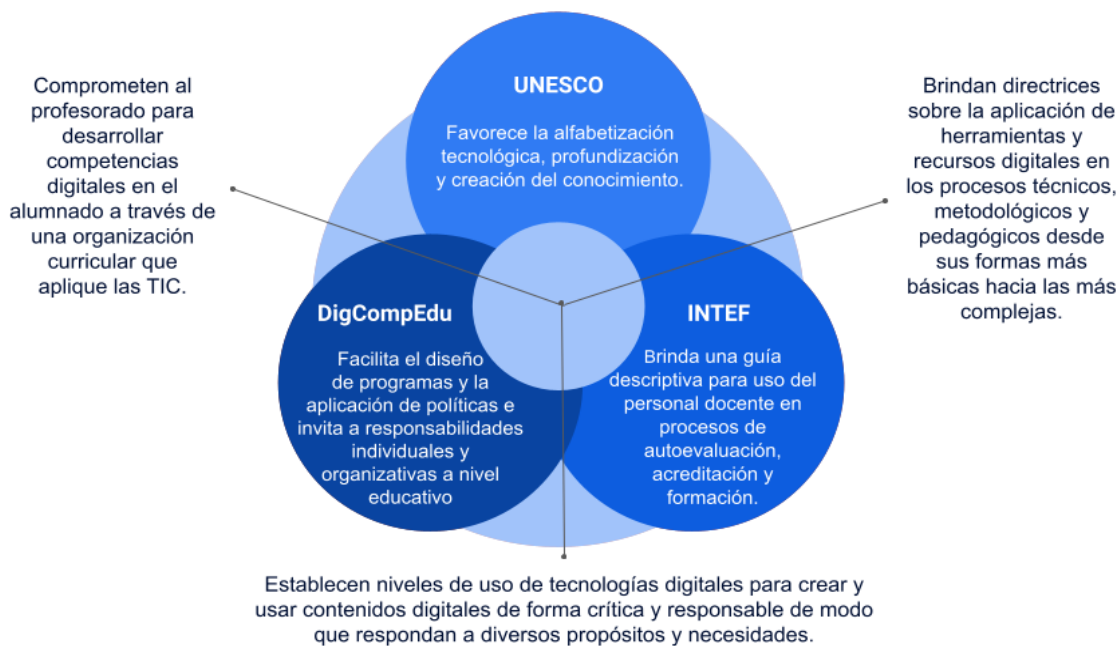 UNESCO
Favorece la alfabetización
tecnológica, profundización
y creación del conocimiento.
Comprometen al
profesorado para
desarrollar
competencias
digitales en el
alumnado a través de
una organización
curricular que
aplique las TIC.
Brindan directrices
sobre la aplicación de
herramientas y
recursos digitales en
los procesos técnicos,
metodológicos y
pedagógicos desde
sus formas más
básicas hacia las más
complejas.
DigCompEdu
Facilita el diseño
de programas y la
aplicación de políticas e
invita a responsabilidades
individuales y
organizativas a nivel
educativo
INTEF
Brinda una guía
descriptiva para uso del
personal docente en
procesos de
autoevaluación,
acreditación y
formación.
Establecen niveles de uso de tecnologías digitales para crear y
usar contenidos digitales de forma crítica y responsable de modo
que respondan a diversos propósitos y necesidades.